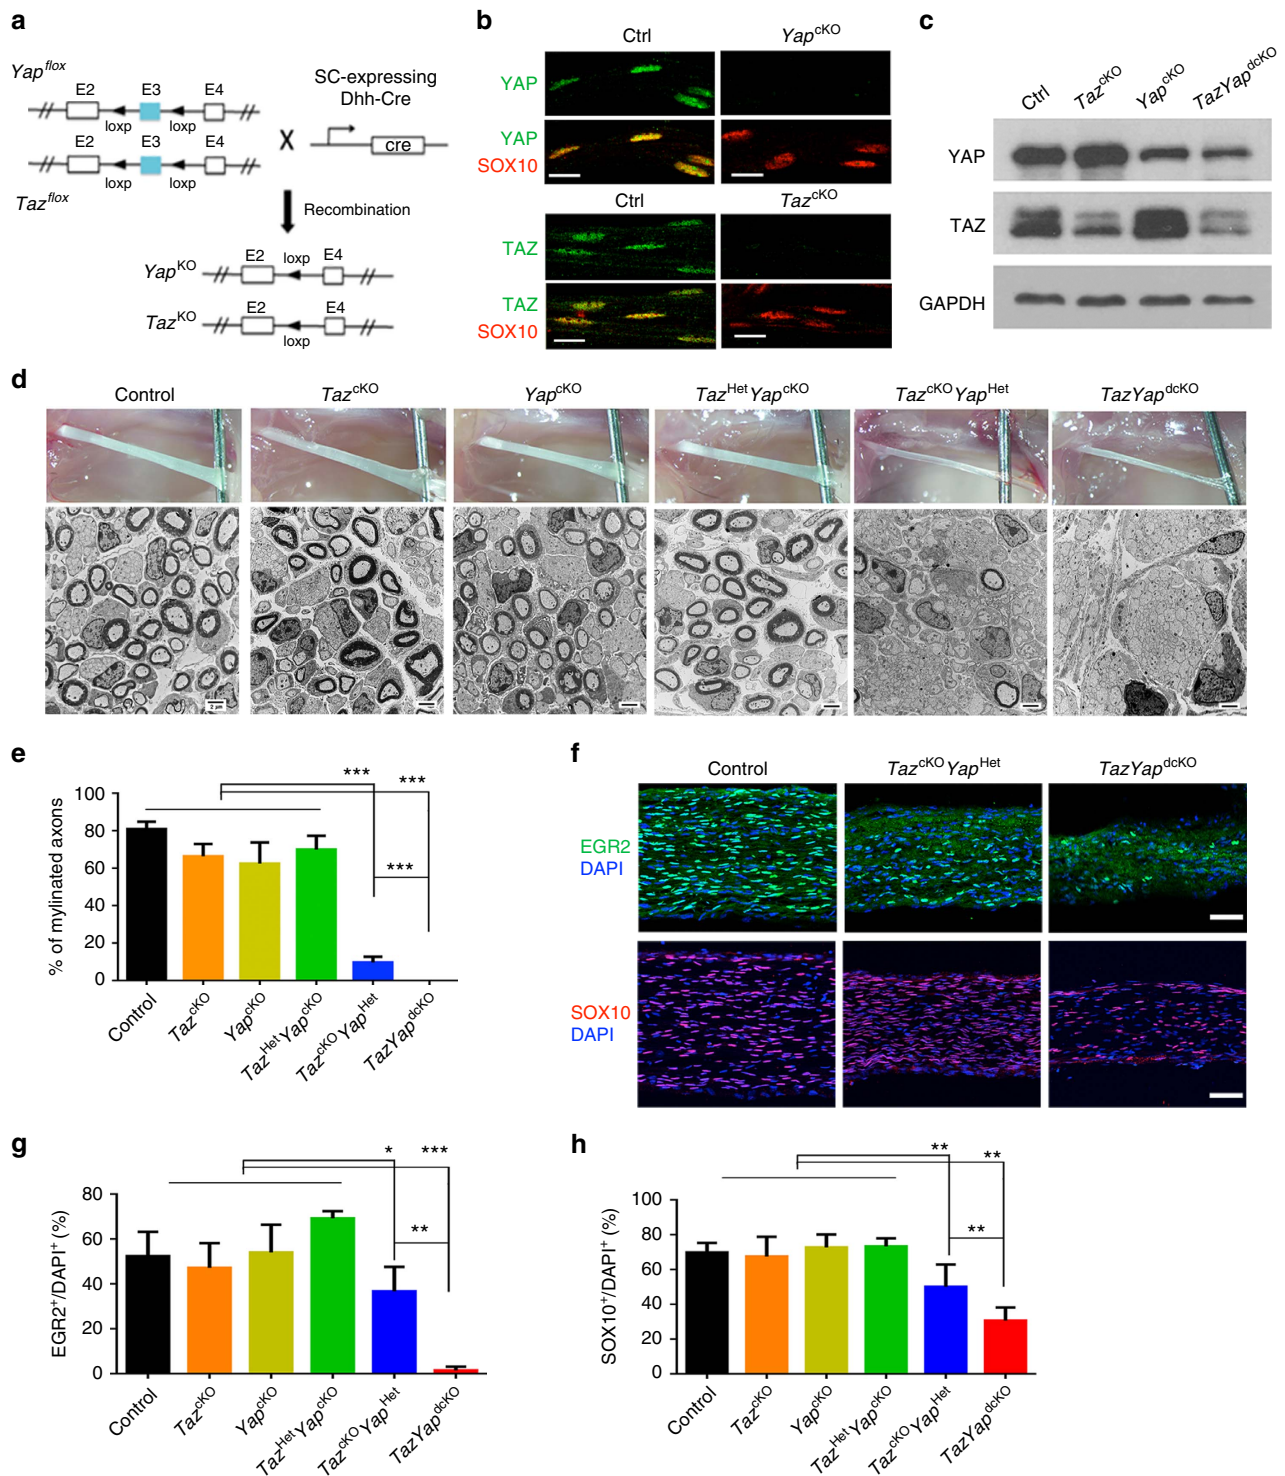 a
Yap flox
E2 E3 E4
loxp loxp
E2 E3 E4
loxp loxp
Taz flox
SC-expressing
Dhh-Cre
X
cre
Recombination
Yap KO
E2 loxp E4
Taz KO
E2 E4
loxp
b
Ctrl Yap cKO
YAP
YAP
SOX10
Ctrl Taz cKO
TAZ
TAZ
SOX10
c
Ctrl Taz cKO Yap cKO TazYap dcKO
YAP
TAZ
GAPDH
d
Control Taz cKO Yap cKO Taz Het Yap cKO Taz cKO Yap Het TazYap dcKO
2 µm
e
*** ***
***
% of mylinated axons
100
80
60
40
20
0
Control Taz cKO Yap cKO Taz Het Yap cKO Taz cKO Yap Het TazYap dcKO
f
Control Taz cKO Yap Het TazYap dcKO
EGR2
DAPI
SOX10
DAPI
g
* ***
**
EGR2+/DAPI+ (%)
80
60
40
20
0
Control Taz cKO Yap cKO Taz Het Yap cKO Taz cKO Yap Het TazYap dcKO
h
** **
**
SOX10+/DAPI+ (%)
100
80
60
40
20
0
Control Taz cKO Yap cKO Taz Het Yap cKO Taz cKO Yap Het TazYap dcKO